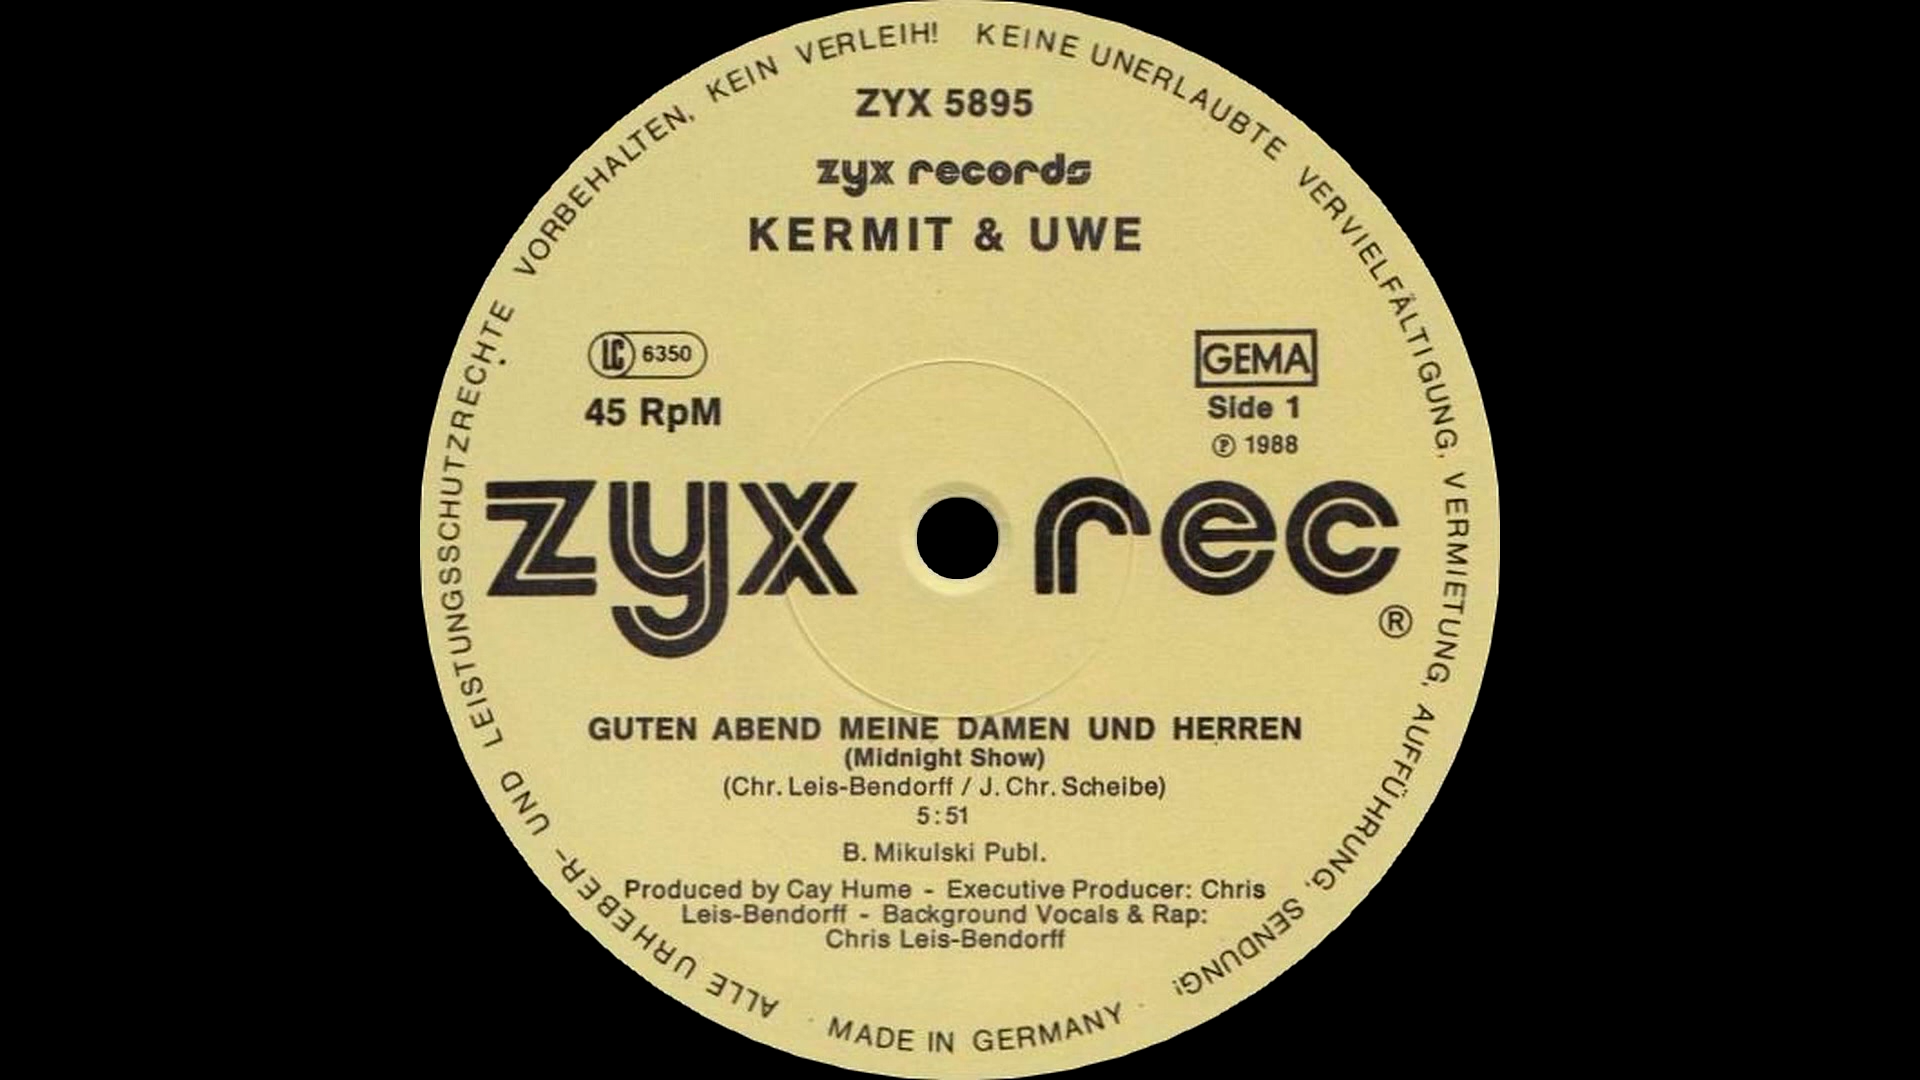 ALLE URHEBER- UND LEISTUNGSSCHUTZRECHTE VORBEHALTEN, KEIN VERLEIH! KEINE UNERLAUBTE VERVIELFÄLTIGUNG, VERMIETUNG, AUFFÜHRUNG, SENDUNG!
ZYX 5895
zyx records
KERMIT & UWE
LC 6350
GEMA
45 RpM
Side 1
℗ 1988
zyx rec
®
GUTEN ABEND MEINE DAMEN UND HERREN
(Midnight Show)
(Chr. Leis-Bendorff / J. Chr. Scheibe)
5:51
B. Mikulski Publ.
Produced by Cay Hume - Executive Producer: Chris
Leis-Bendorff - Background Vocals & Rap:
Chris Leis-Bendorff
· MADE IN GERMANY ·